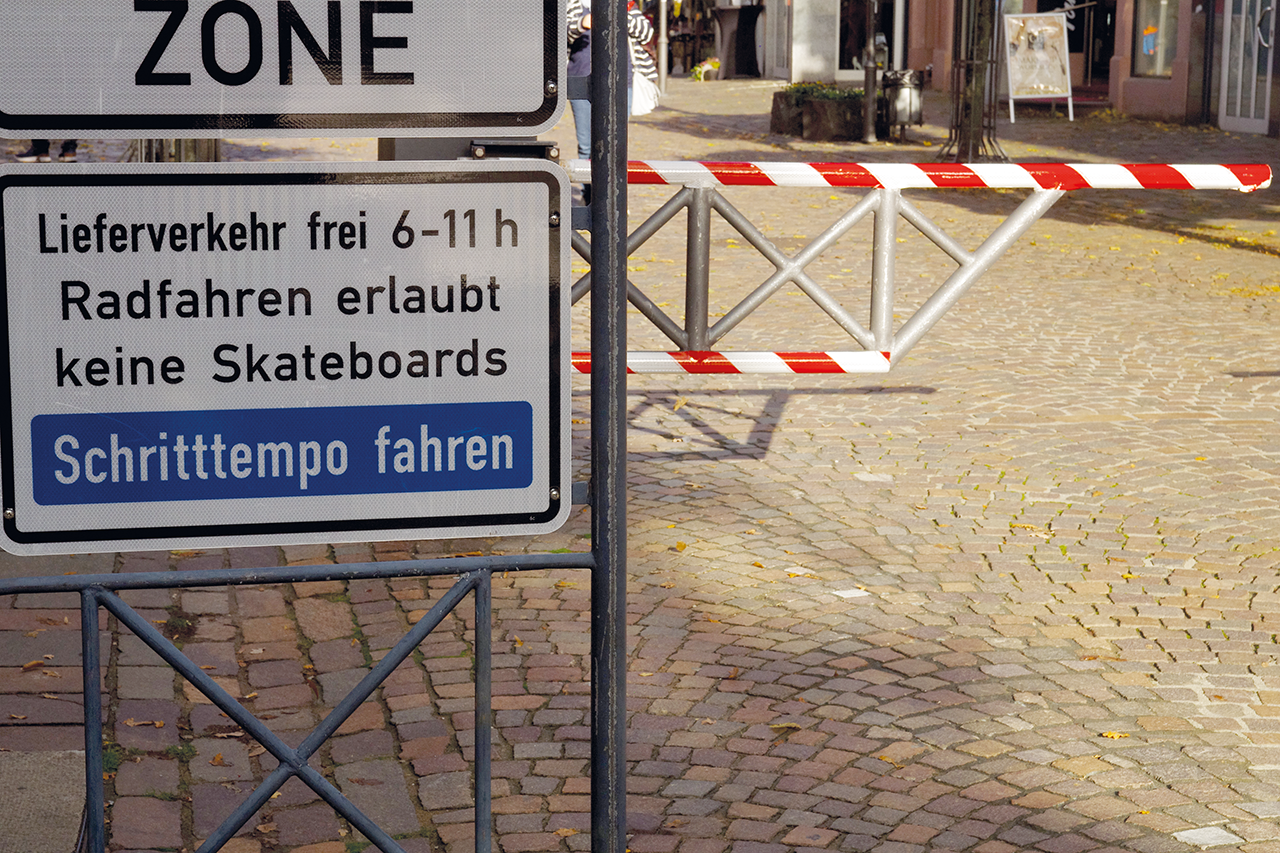 ZONE
Lieferverkehr frei 6-11 h
Radfahren erlaubt
keine Skateboards
Schritttempo fahren